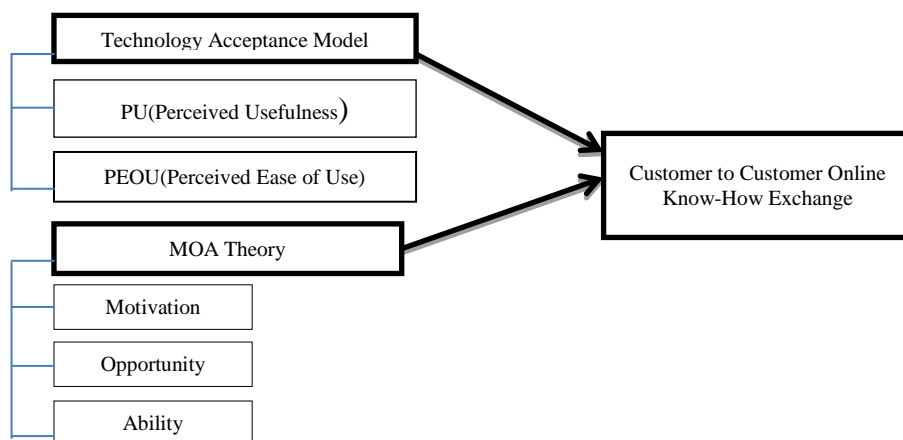 Technology Acceptance Model
PU(Perceived Usefulness)
PEOU(Perceived Ease of Use)
Customer to Customer Online
Know-How Exchange
MOA Theory
Motivation
Opportunity
Ability